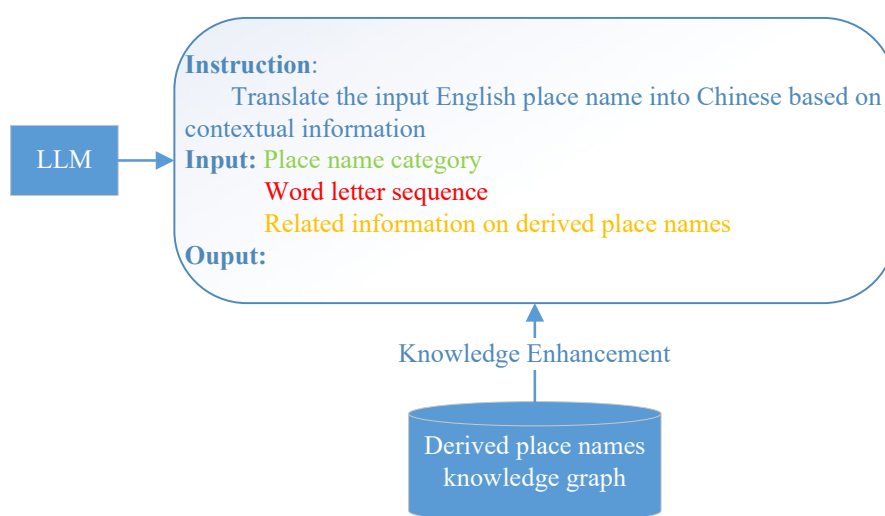 Instruction:
Translate the input English place name into Chinese based on
contextual information
LLM
Input: Place name category
Word letter sequence
Related information on derived place names
Ouput:
Knowledge Enhancement
Derived place names
knowledge graph